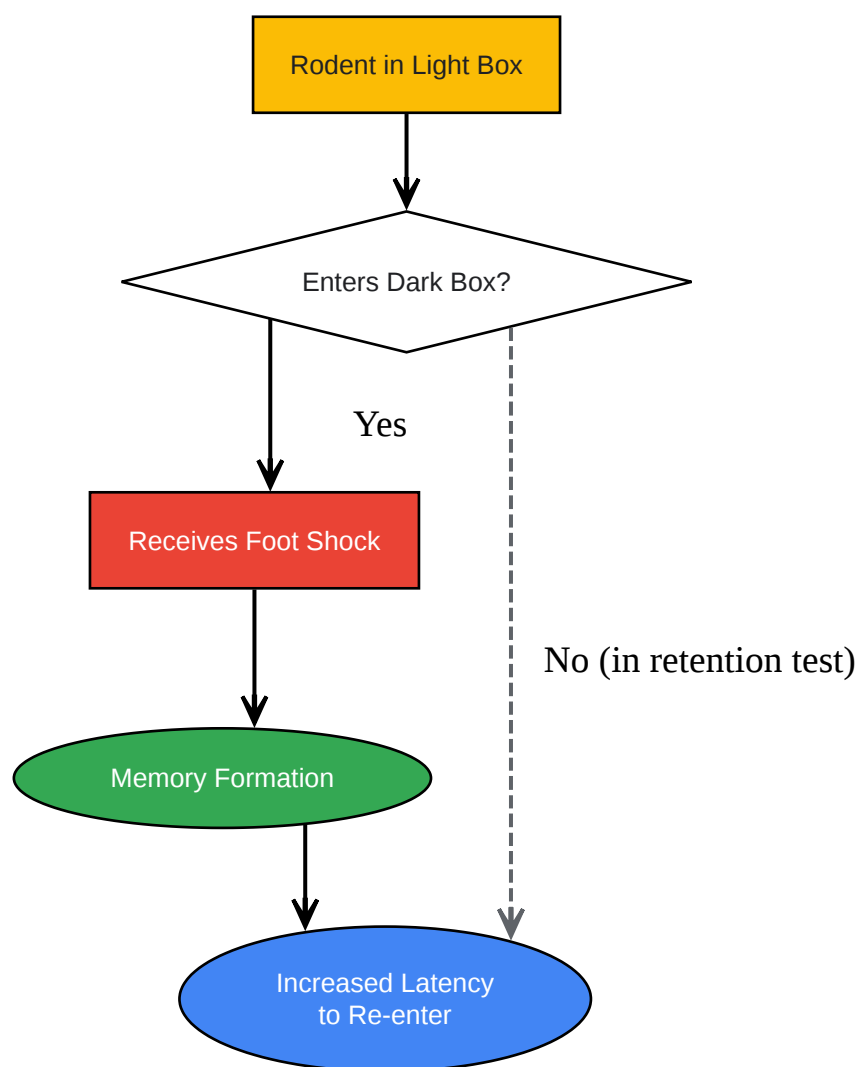 Rodent in Light Box
Enters Dark Box?
Yes
Receives Foot Shock
No (in retention test)
Memory Formation
Increased Latency
to Re-enter